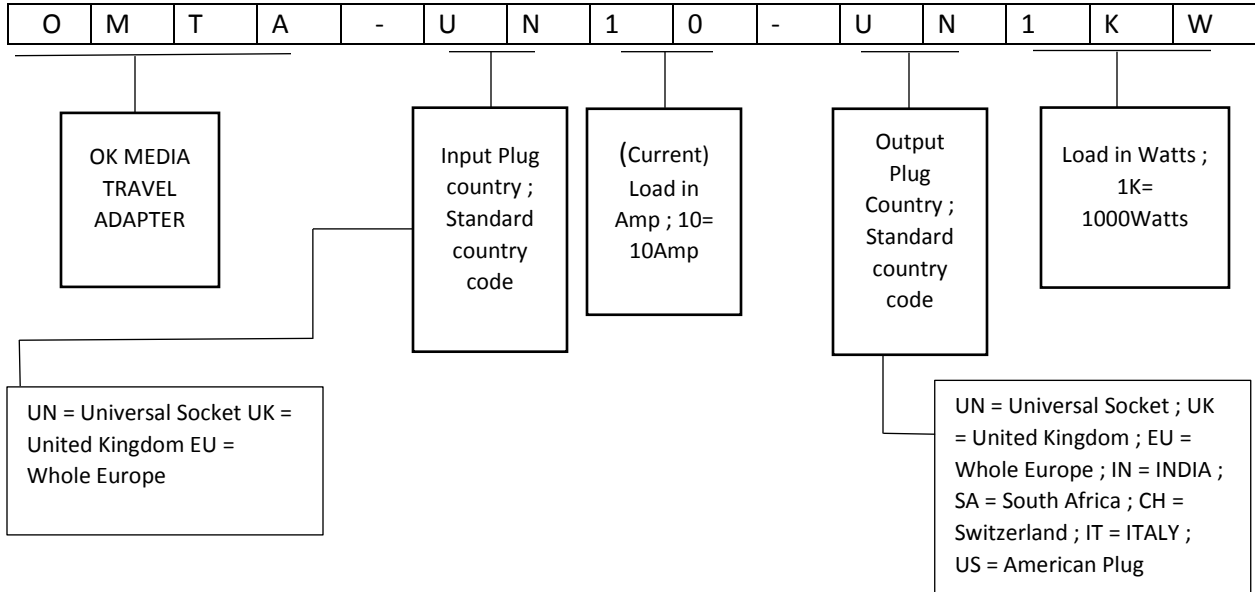 O M T A - U N 1 0 - U N 1 K W
OK MEDIA
TRAVEL
ADAPTER
Input Plug
country ;
Standard
country
code
(Current)
Load in
Amp ; 10=
10Amp
Output
Plug
Country ;
Standard
country
code
Load in Watts ;
1K=
1000Watts
UN = Universal Socket UK =
United Kingdom EU =
Whole Europe
UN = Universal Socket ; UK
= United Kingdom ; EU =
Whole Europe ; IN = INDIA ;
SA = South Africa ; CH =
Switzerland ; IT = ITALY ;
US = American Plug